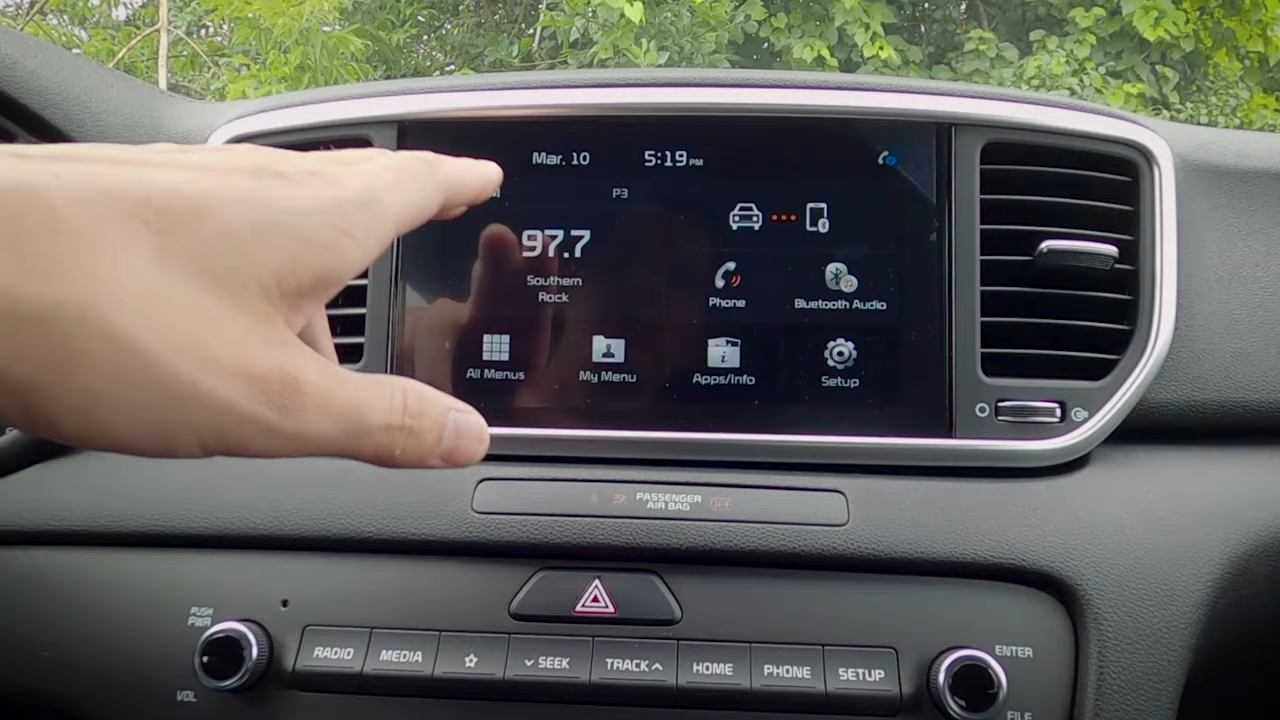 Mar. 10
5:19 PM
P3
97.7
Southern
Rock
Phone
Bluetooth Audio
All Menus
My Menu
Apps/Info
Setup
PASSENGER
AIR BAG
OFF
PUSH
PWR
VOL
RADIO
MEDIA
SEEK
TRACK
HOME
PHONE
SETUP
ENTER
FILE